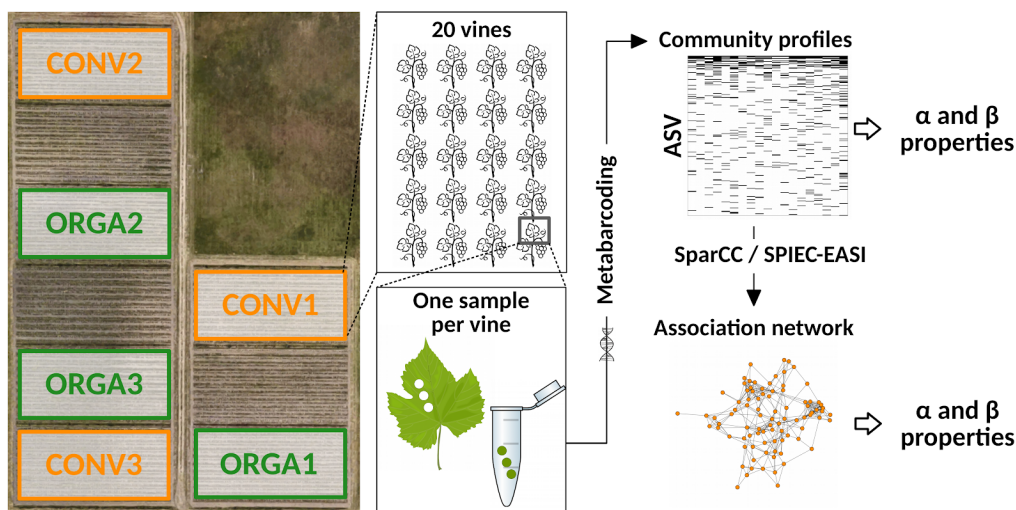 CONV2
ORGA2
CONV1
ORGA3
CONV3
ORGA1
20 vines
One sample
per vine
Metabarcoding
Community profiles
ASV
α and β
properties
SparCC / SPIEC-EASI
Association network
α and β
properties